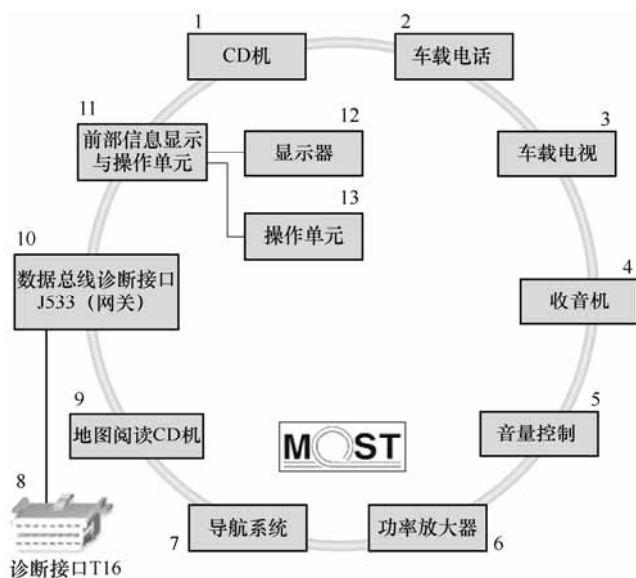 1
CD机
2
车载电话
11
前部信息显示
与操作单元
12
显示器
3
车载电视
13
操作单元
10
数据总线诊断接口
J533（网关）
4
收音机
9
地图阅读CD机
MOST
5
音量控制
8
诊断接口T16
7
导航系统
功率放大器
6